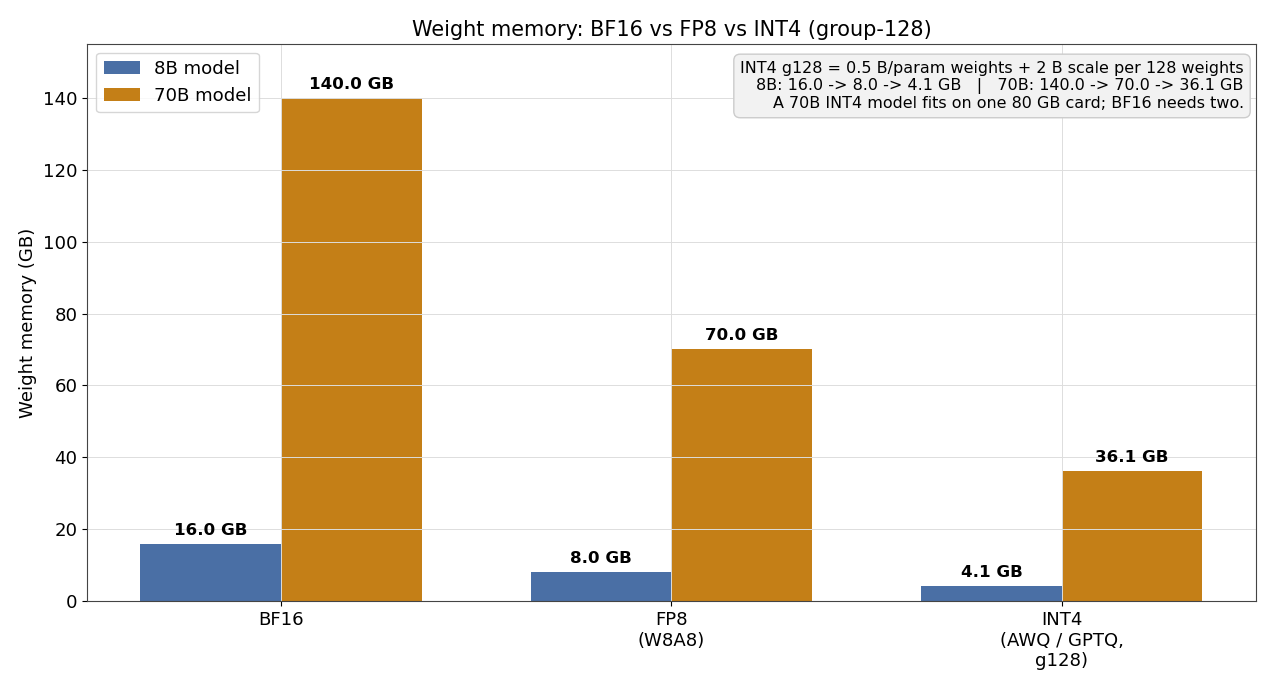 Weight memory: BF16 vs FP8 vs INT4 (group-128)
8B model
70B model
INT4 g128 = 0.5 B/param weights + 2 B scale per 128 weights
8B: 16.0 -> 8.0 -> 4.1 GB | 70B: 140.0 -> 70.0 -> 36.1 GB
A 70B INT4 model fits on one 80 GB card; BF16 needs two.
Weight memory (GB)
140
120
100
80
60
40
20
0
16.0 GB
140.0 GB
8.0 GB
70.0 GB
4.1 GB
36.1 GB
BF16
FP8
(W8A8)
INT4
(AWQ / GPTQ,
g128)